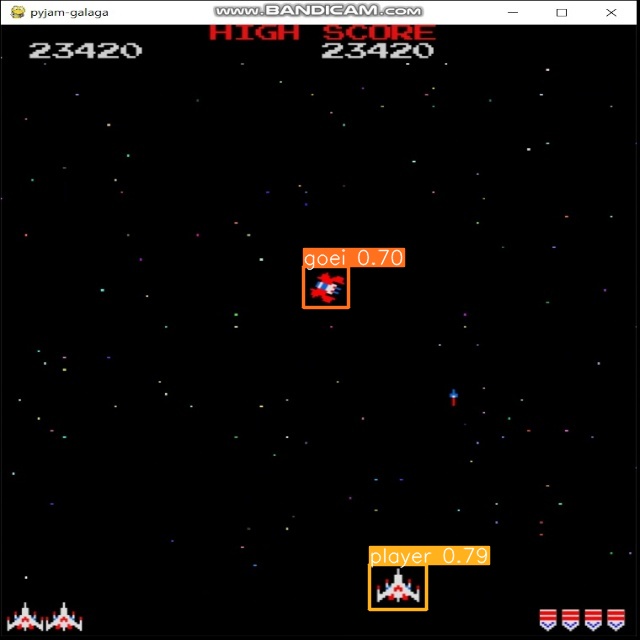 pyjam-galaga
www.BANDICAM.com
HIGH SCORE
23420 23420
goei 0.70
player 0.79